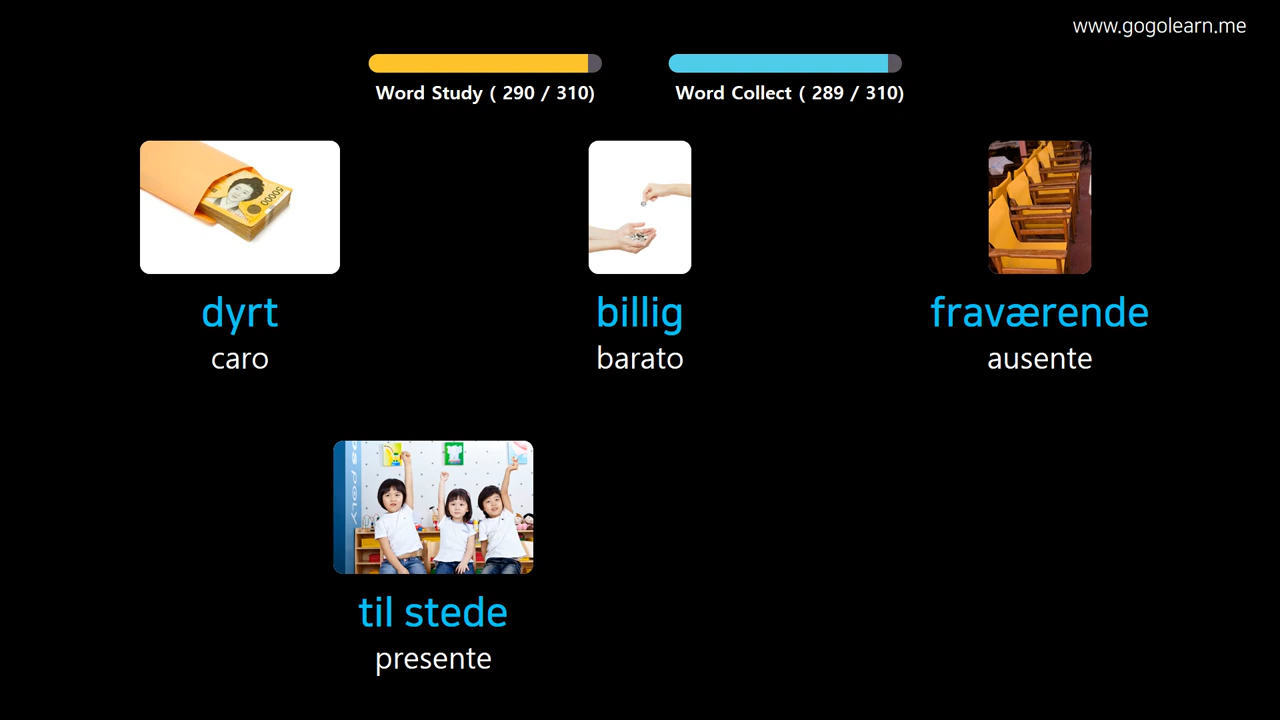 www.gogolearn.me
Word Study ( 290 / 310)
Word Collect ( 289 / 310)
50000
dyrt
caro
billig
barato
fraværende
ausente
til stede
presente